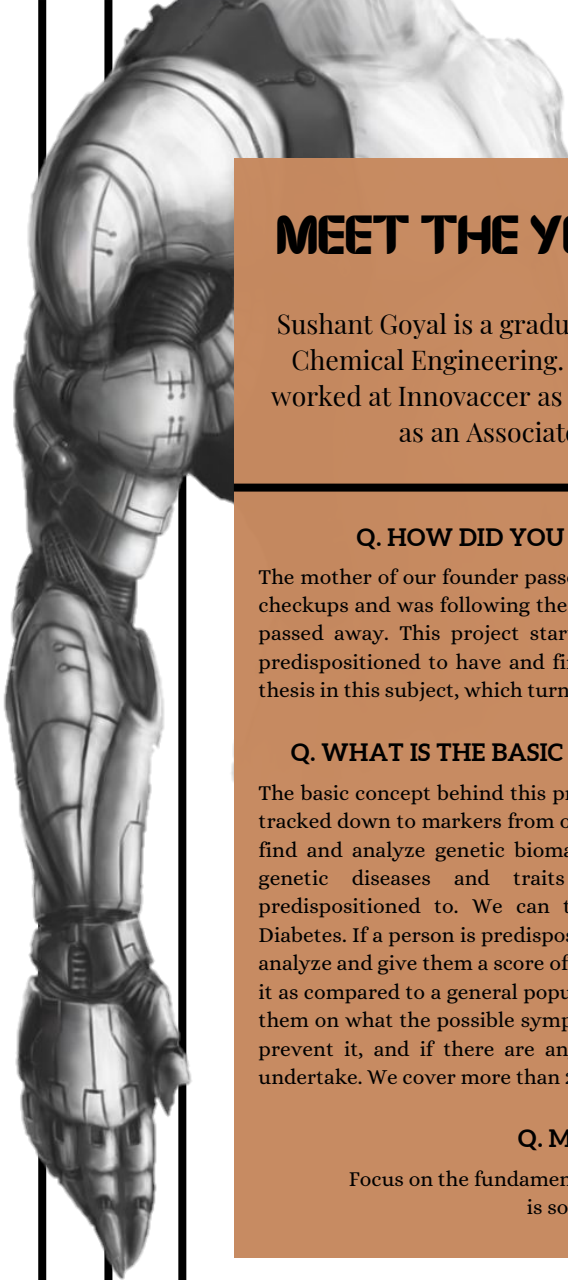 MEET THE Y
Sushant Goyal is a gradu
Chemical Engineering.
worked at Innovaccer as
as an Associat
Q. HOW DID YOU
The mother of our founder pass
checkups and was following the
passed away. This project star
predispositioned to have and fi
thesis in this subject, which turn
Q. WHAT IS THE BASIC
The basic concept behind this pr
tracked down to markers from o
find and analyze genetic bioma
genetic diseases and traits
predispositioned to. We can t
Diabetes. If a person is predispos
analyze and give them a score of
it as compared to a general popu
them on what the possible symp
prevent it, and if there are an
undertake. We cover more than
Q. M
Focus on the fundamen
is so